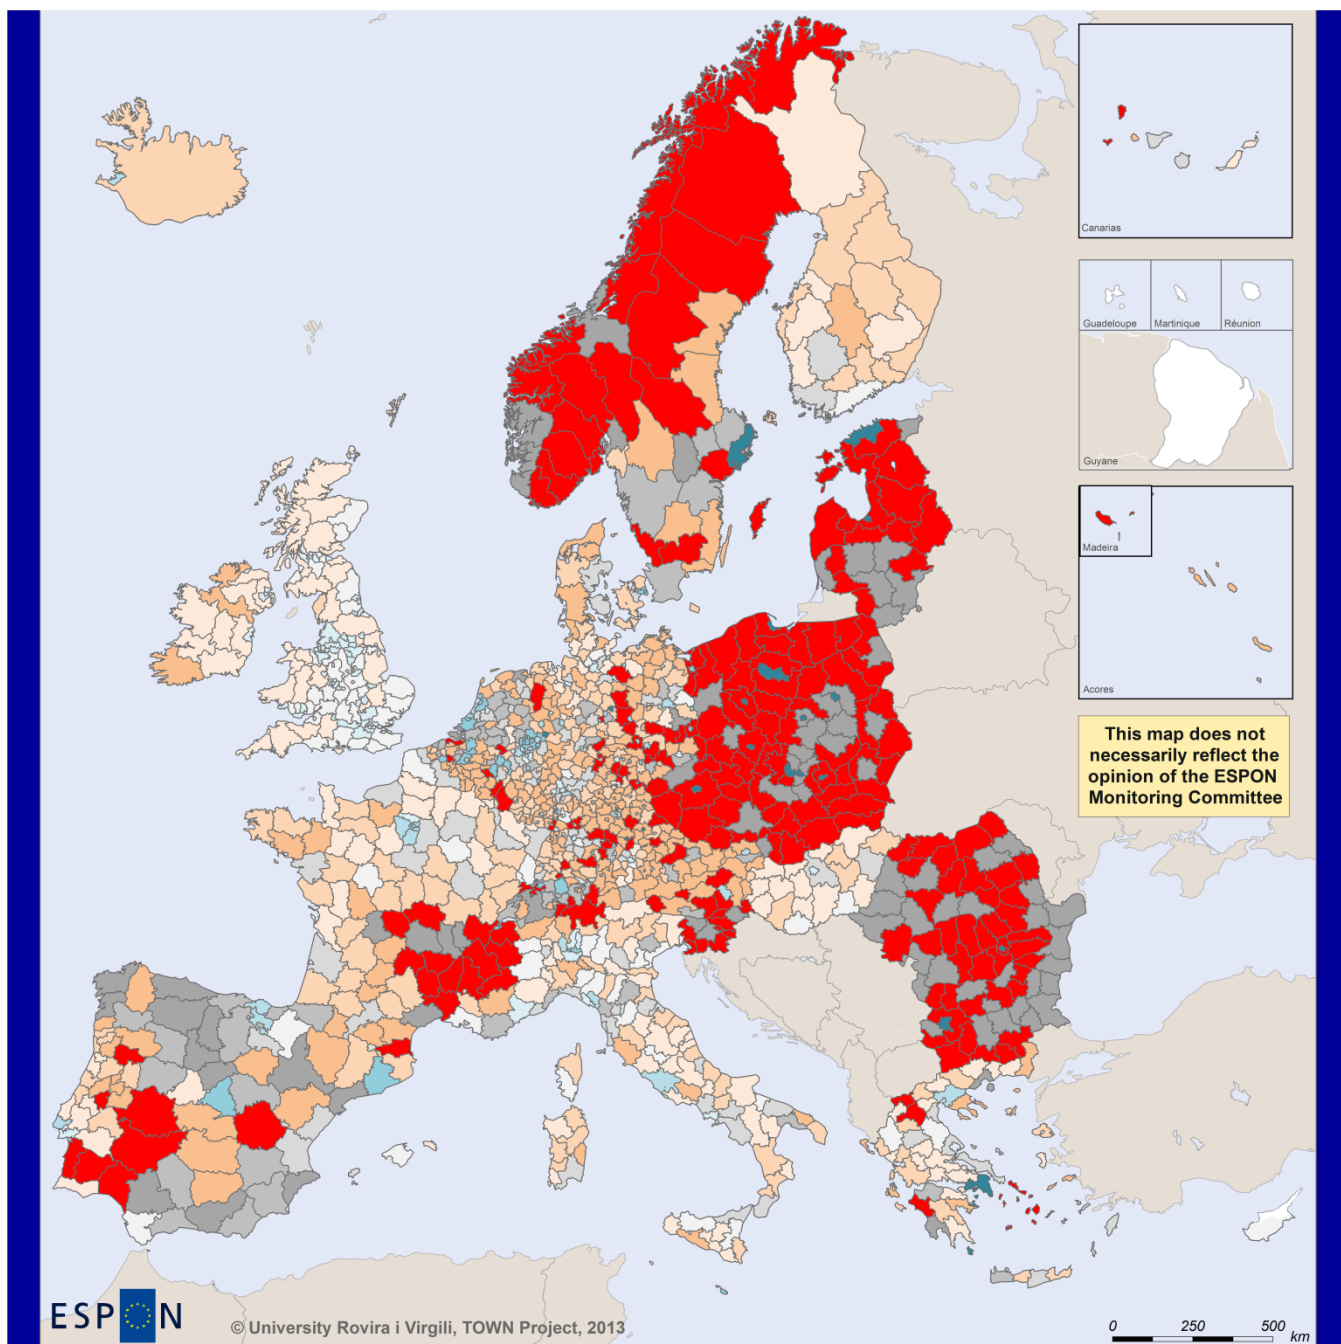 Canarias
Guadeloupe
Martinique
Réunion
Guyane
Madeira
Acores
This map does not
necessarily reflect the
opinion of the ESPON
Monitoring Committee
ESPON
© University Rovira i Virgili, TOWN Project, 2013
0 250 500
km